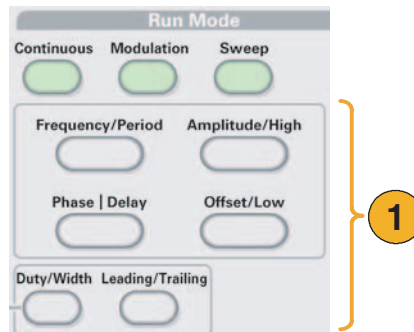 Run Mode
Continuous Modulation Sweep
Frequency/Period Amplitude/High
1
Phase | Delay Offset/Low
Duty/Width Leading/Trailing